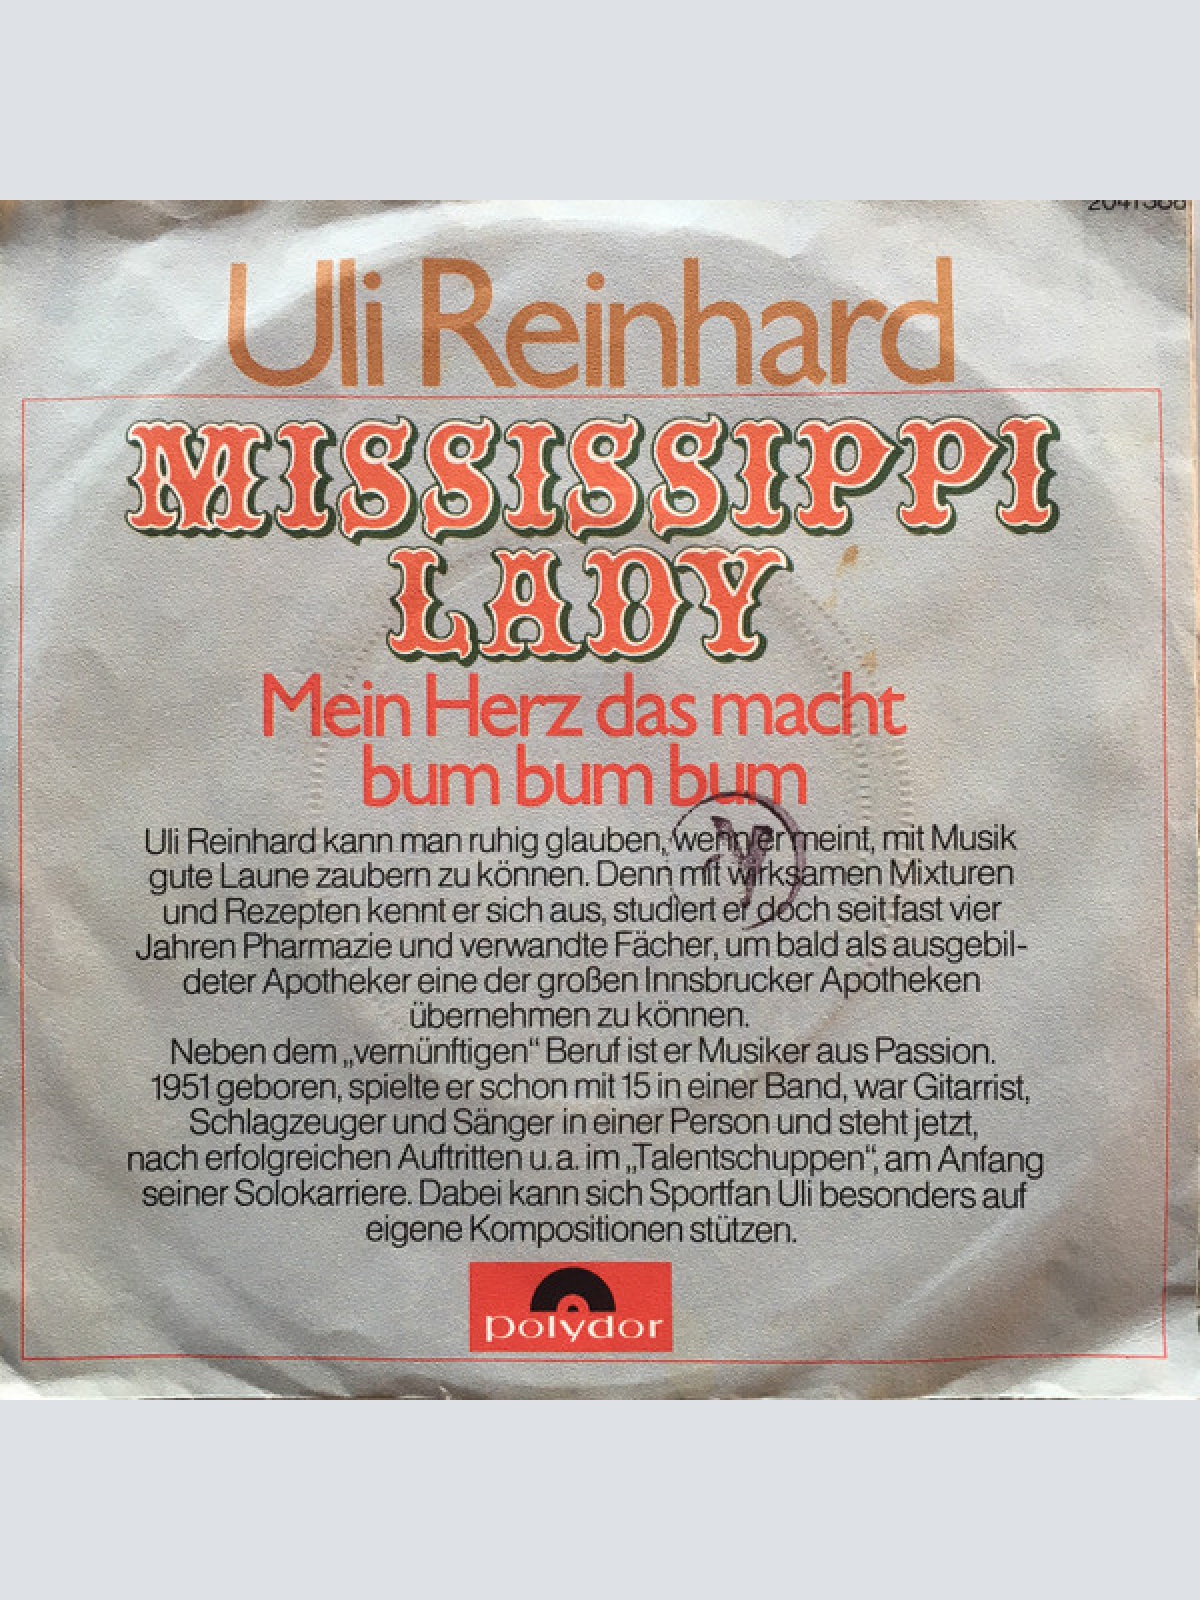 Uli Reinhard
MISSISSIPPI
LADY
Mein Herz das macht
bum bum bum
Uli Reinhard kann man ruhig glauben, wenn er meint, mit Musik
gute Laune zaubern zu können. Denn mit wirksamen Mixturen
und Rezepten kennt er sich aus, studiert er doch seit fast vier
Jahren Pharmazie und verwandte Fächer, um bald als ausgebil-
deter Apotheker eine der großen Innsbrucker Apotheken
übernehmen zu können.
Neben dem „vernünftigen“ Beruf ist er Musiker aus Passion.
1951 geboren, spielte er schon mit 15 in einer Band, war Gitarrist,
Schlagzeuger und Sänger in einer Person und steht jetzt,
nach erfolgreichen Auftritten u. a. im „Talentschuppen“, am Anfang
seiner Solokarriere. Dabei kann sich Sportfan Uli besonders auf
eigene Kompositionen stützen.
polydor